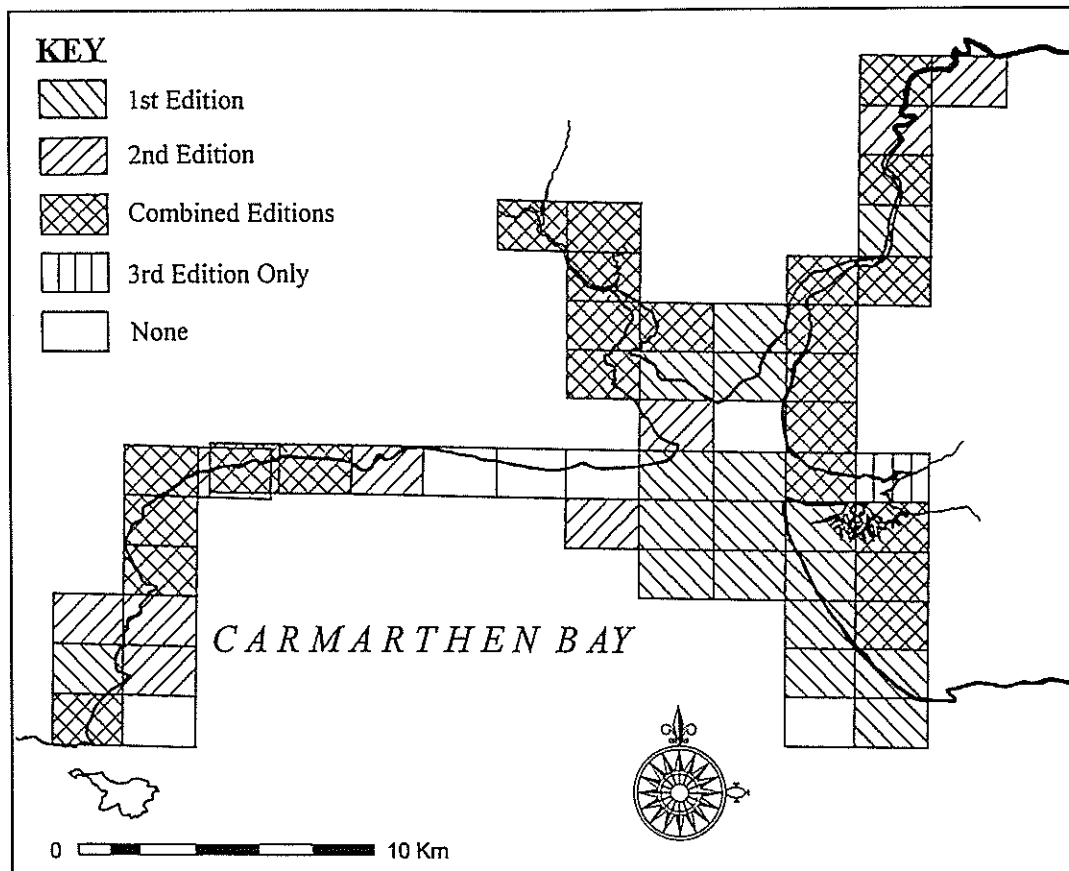 KEY
1st Edition
2nd Edition
Combined Editions
3rd Edition Only
None
CARMARTHEN BAY
0 10 Km